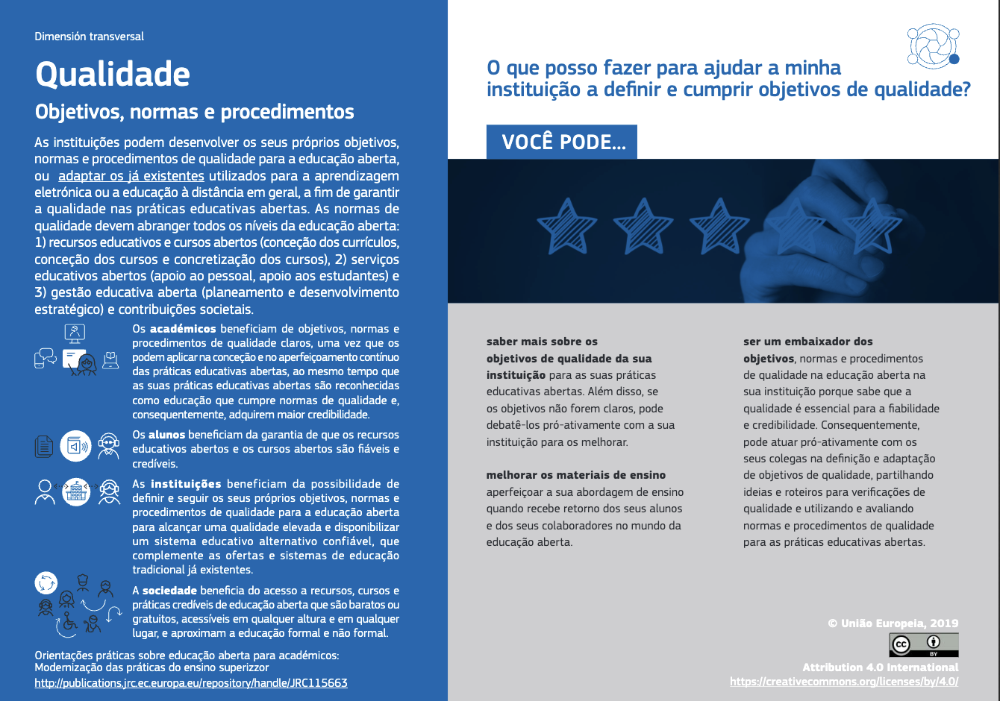 Dimensión transversal
Qualidade
Objetivos, normas e procedimentos
As instituições podem desenvolver os seus próprios objetivos,
normas e procedimentos de qualidade para a educação aberta,
ou adaptar os já existentes utilizados para a aprendizagem
eletrónica ou a educação à distância em geral, a fim de garantir
a qualidade nas práticas educativas abertas. As normas de
qualidade devem abranger todos os níveis da educação aberta:
1) recursos educativos e cursos abertos (conceção dos currículos,
conceção dos cursos e concretização dos cursos), 2) serviços
educativos abertos (apoio ao pessoal, apoio aos estudantes) e
3) gestão educativa aberta (planeamento e desenvolvimento
estratégico) e contribuições societais.
Os académicos beneficiam de objetivos, normas e
procedimentos de qualidade claros, uma vez que os
podem aplicar na conceção e no aperfeiçoamento contínuo
das práticas educativas abertas, ao mesmo tempo que
as suas práticas educativas abertas são reconhecidas
como educação que cumpre normas de qualidade e,
consequentemente, adquirem maior credibilidade.
Os alunos beneficiam da garantia de que os recursos
educativos abertos e os cursos abertos são fiáveis e
credíveis.
As instituições beneficiam da possibilidade de
definir e seguir os seus próprios objetivos, normas e
procedimentos de qualidade para a educação aberta
para alcançar uma qualidade elevada e disponibilizar
um sistema educativo alternativo confiável, que
complemente as ofertas e sistemas de educação
tradicional já existentes.
A sociedade beneficia do acesso a recursos, cursos e
práticas credíveis de educação aberta que são baratos ou
gratuitos, acessíveis em qualquer altura e em qualquer
lugar, e aproximam a educação formal e não formal.
Orientações práticas sobre educação aberta para académicos:
Modernização das práticas do ensino superizzor
http://publications.jrc.ec.europa.eu/repository/handle/JRC115663
O que posso fazer para ajudar a minha
instituição a definir e cumprir objetivos de qualidade?
VOCÊ PODE...
saber mais sobre os
objetivos de qualidade da sua
instituição para as suas práticas
educativas abertas. Além disso, se
os objetivos não forem claros, pode
debatê-los pró-ativamente com a sua
instituição para os melhorar.
melhorar os materiais de ensino
aperfeiçoar a sua abordagem de ensino
quando recebe retorno dos seus alunos
e dos seus colaboradores no mundo da
educação aberta.
ser um embaixador dos
objetivos, normas e procedimentos
de qualidade na educação aberta na
sua instituição porque sabe que a
qualidade é essencial para a fiabilidade
e credibilidade. Consequentemente,
pode atuar pró-ativamente com os
seus colegas na definição e adaptação
de objetivos de qualidade, partilhando
ideias e roteiros para verificações de
qualidade e utilizando e avaliando
normas e procedimentos de qualidade
para as práticas educativas abertas.
© União Europeia, 2019
CC BY
Attribution 4.0 International
https://creativecommons.org/licenses/by/4.0/